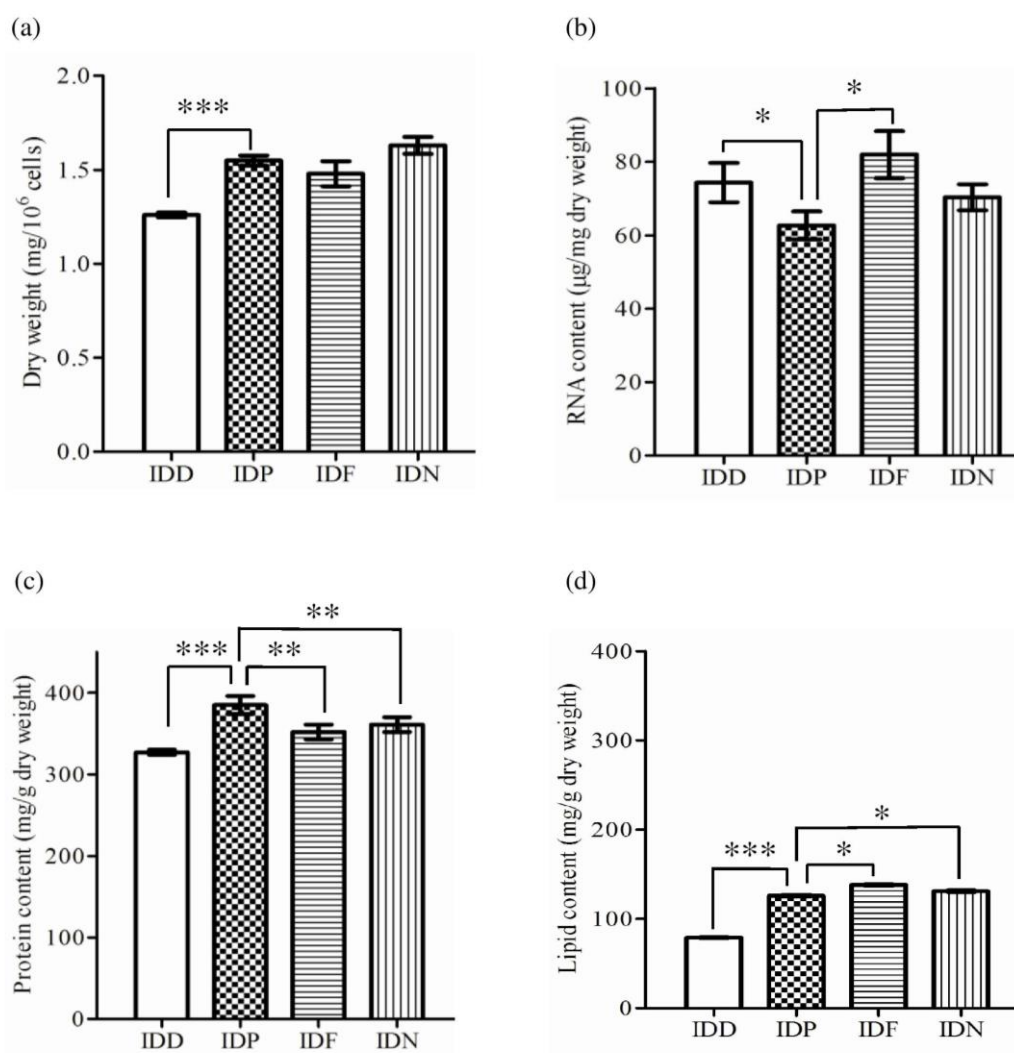 (a)
Dry weight (mg/10⁶ cells)
2.0
1.5
1.0
0.5
0.0
***
IDD IDP IDF IDN
(b)
RNA content (µg/mg dry weight)
100
80
60
40
20
0
* *
IDD IDP IDF IDN
(c)
Protein content (mg/g dry weight)
400
300
200
100
0
**
*** **
IDD IDP IDF IDN
(d)
Lipid content (mg/g dry weight)
400
300
200
100
0
*
*** *
IDD IDP IDF IDN